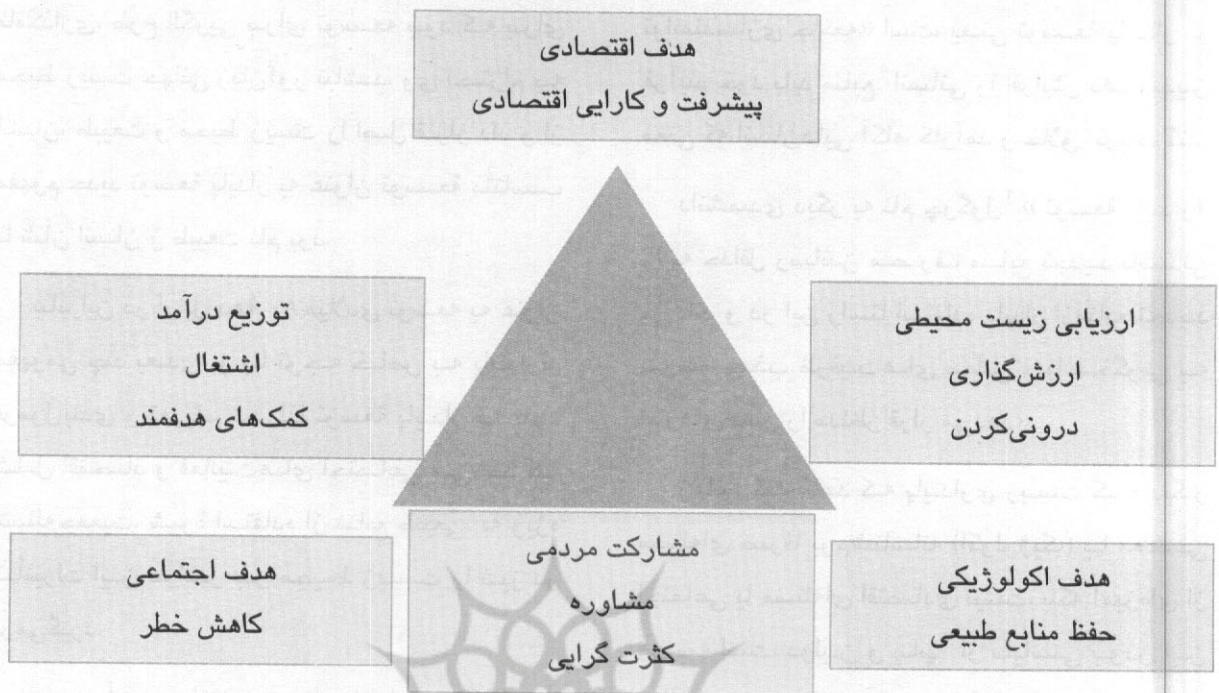 هدف اقتصادی
پیشرفت و کارایی اقتصادی
ارزیابی زیست محیطی
ارزش‌گذاری
درونی‌کردن
توزیع درآمد
اشتغال
کمک‌های هدفمند
هدف اکولوژیکی
حفظ منابع طبیعی
مشارکت مردمی
مشاوره
کثرت گرایی
هدف اجتماعی
کاهش خطر